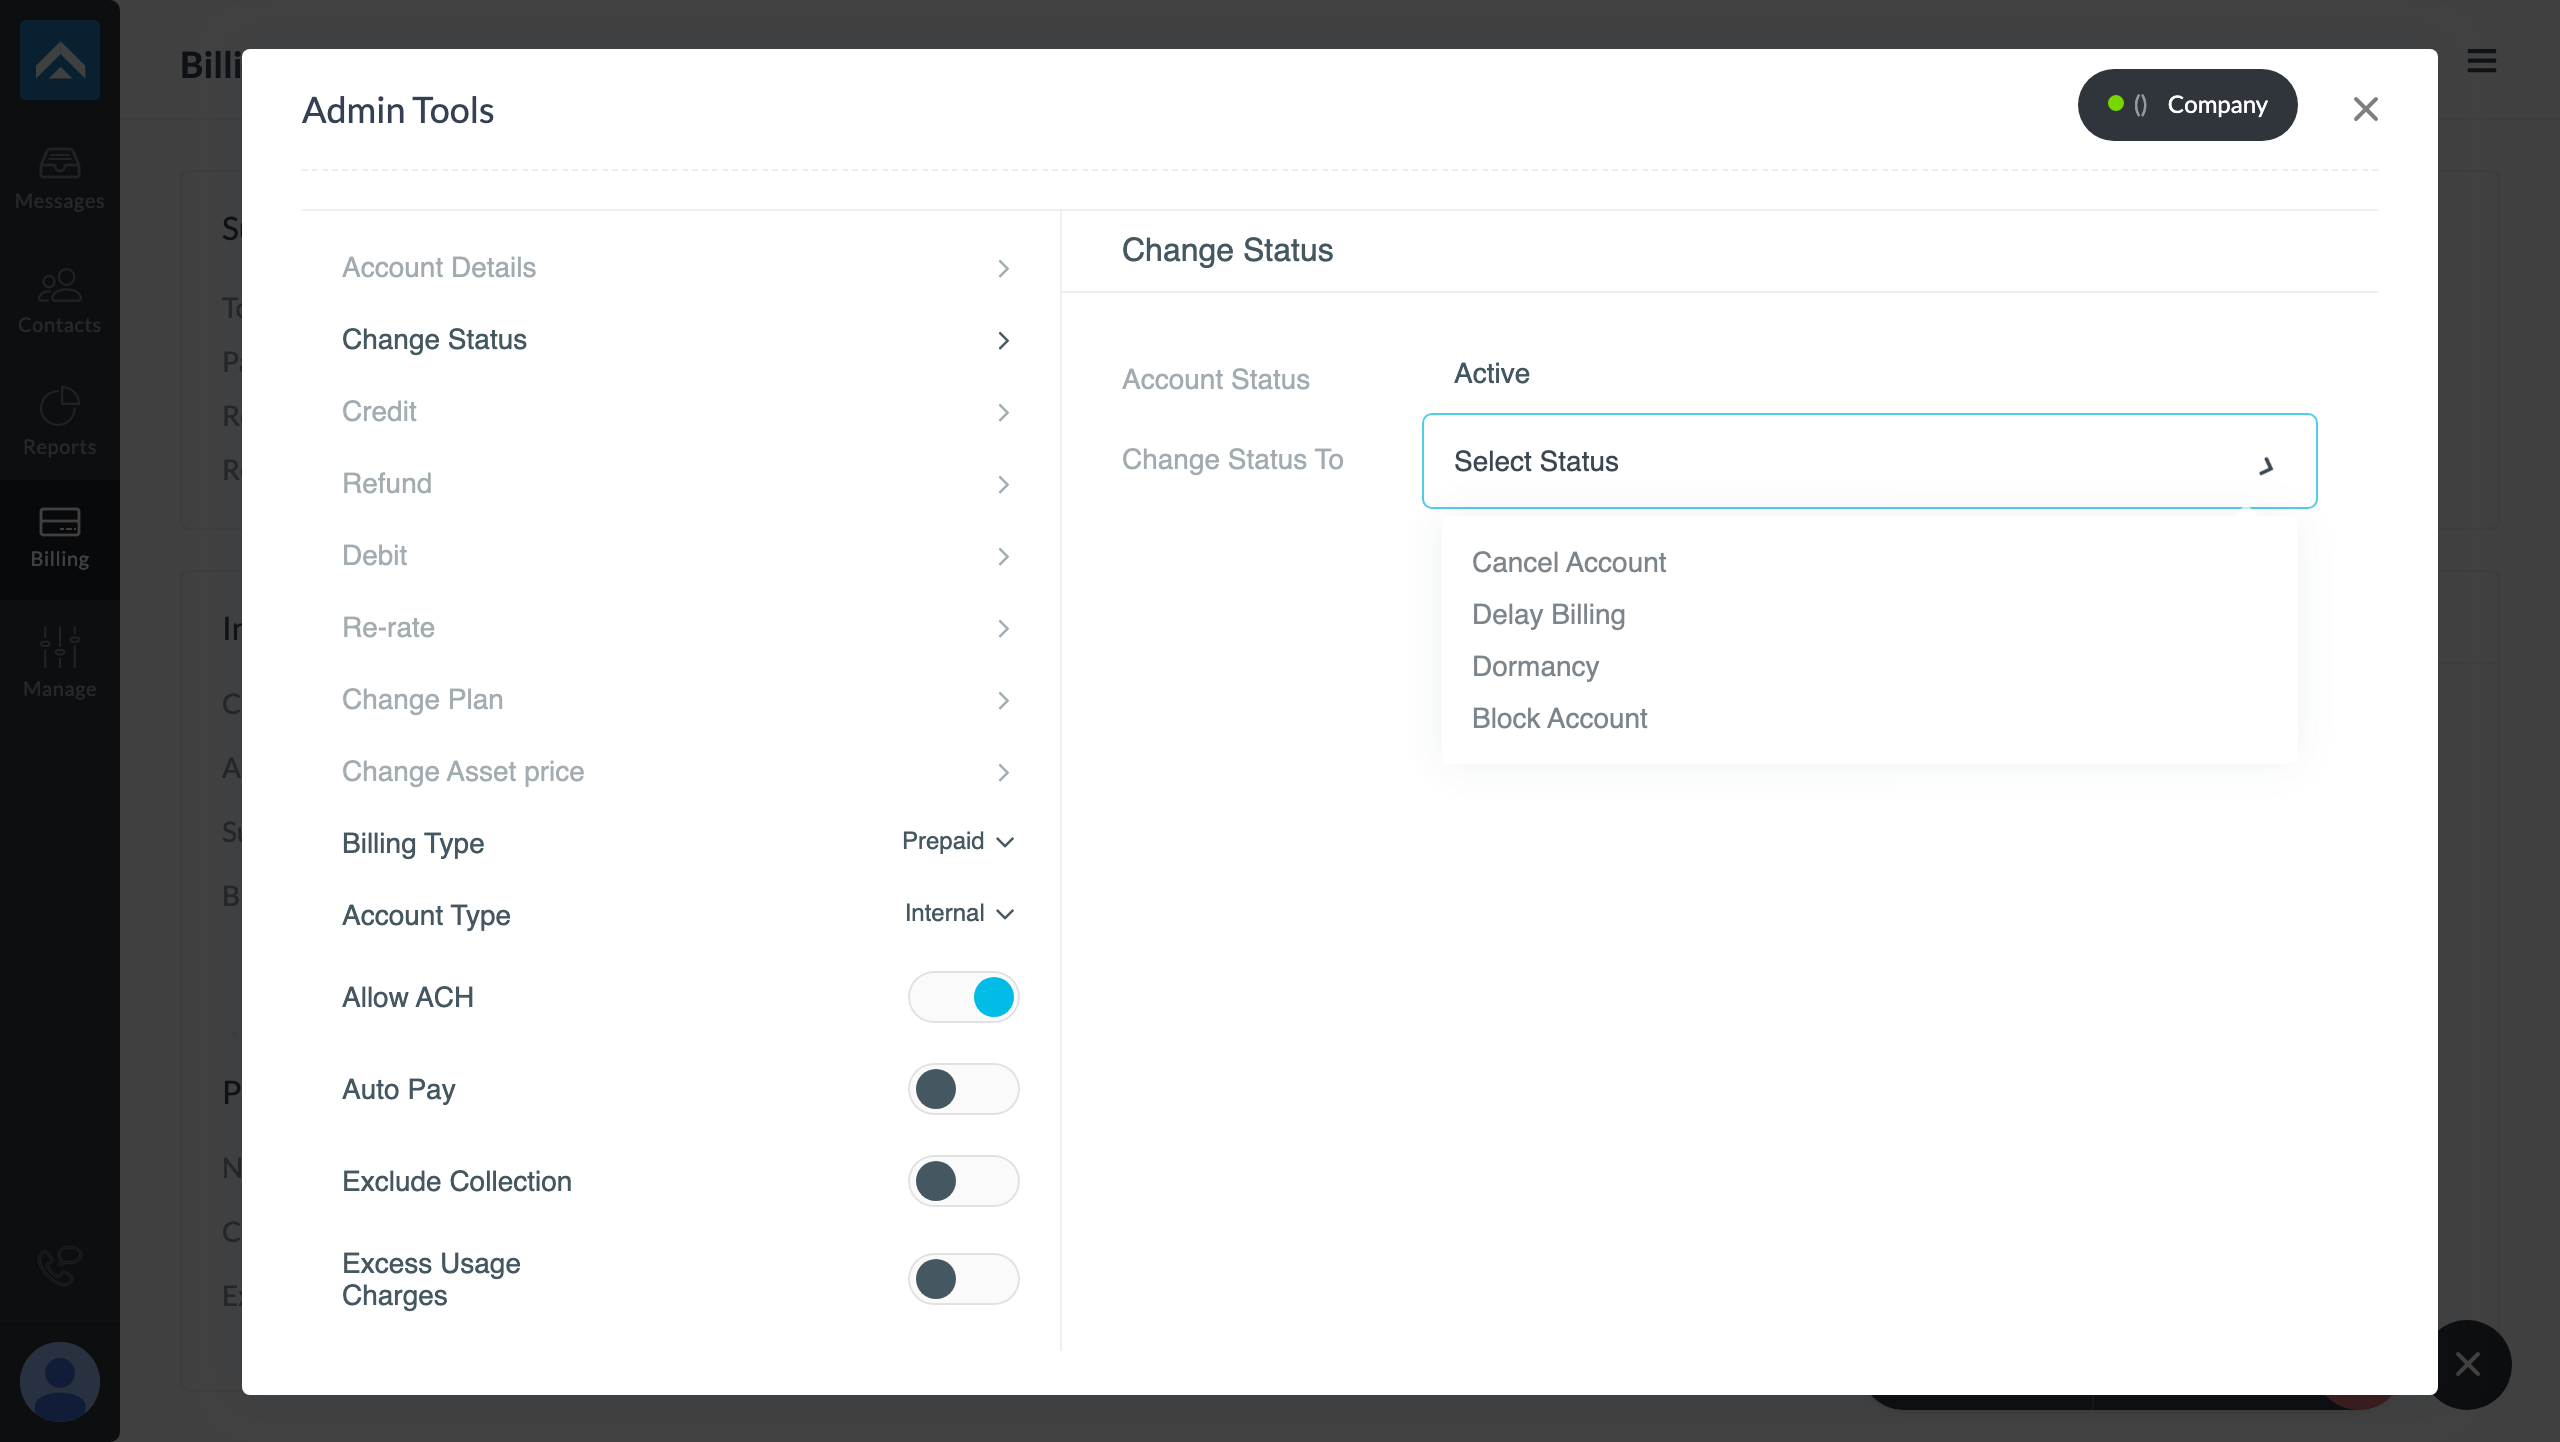 Messages
Contacts
Reports
Billing
Manage
Admin Tools
() Company
Account Details
Change Status
Credit
Refund
Debit
Re-rate
Change Plan
Change Asset price
Billing Type Prepaid
Account Type Internal
Allow ACH
Auto Pay
Exclude Collection
Excess Usage
Charges
Change Status
Account Status Active
Change Status To Select Status
Cancel Account
Delay Billing
Dormancy
Block Account